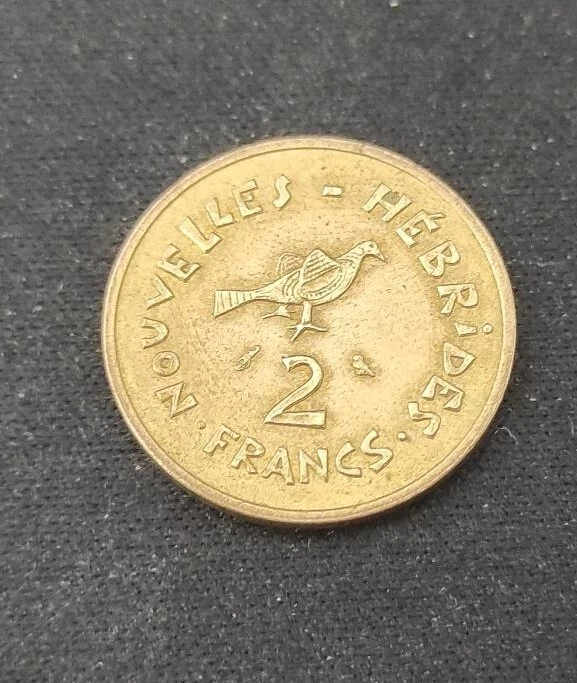 NOUVELLES - HÉBRIDES
2
· FRANCS ·